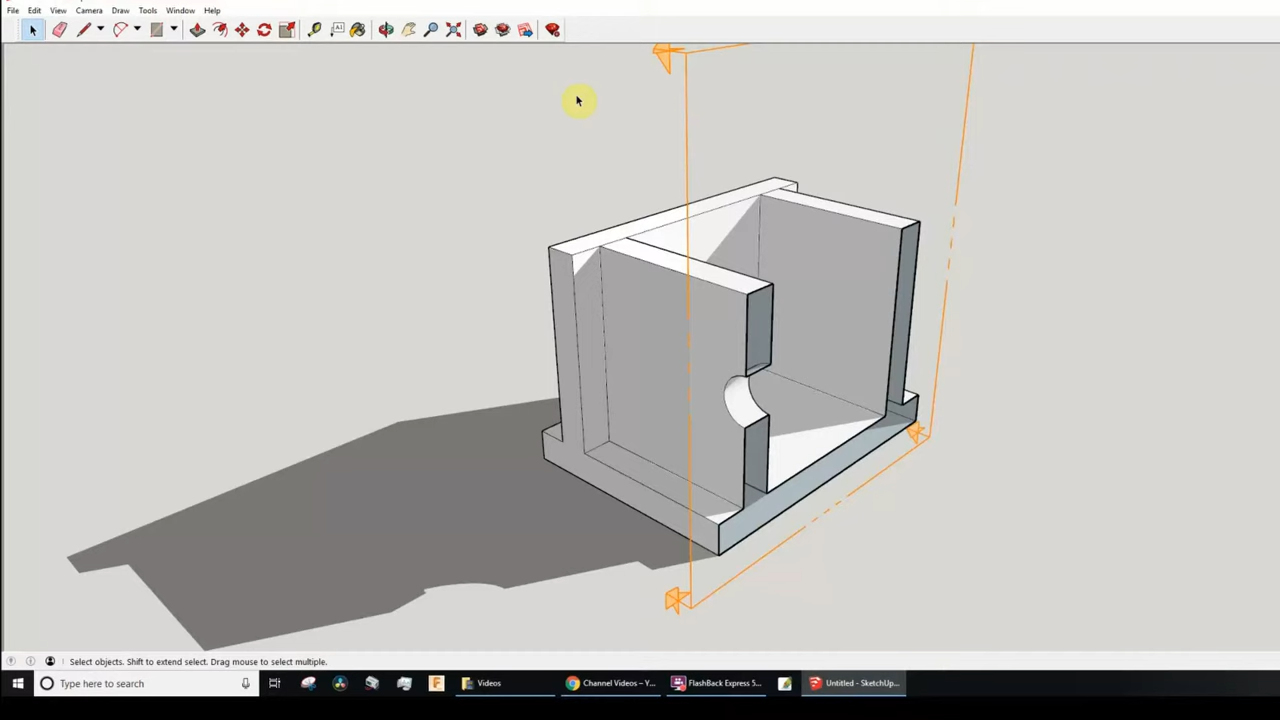 File Edit View Camera Draw Tools Window Help
A1
Select objects. Shift to extend select. Drag mouse to select multiple.
Type here to search Videos Channel Videos – Y... FlashBack Express 5... Untitled - SketchUp...